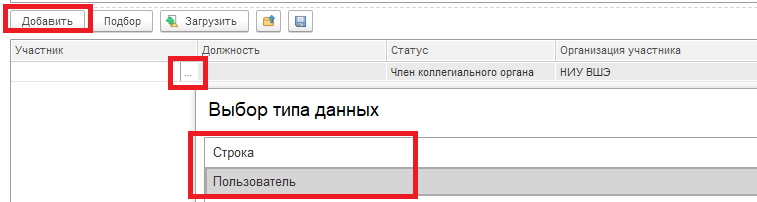 Добавить Подбор Загрузить
Участник Должность Статус Организация участника
... Член коллегиального органа НИУ ВШЭ
Выбор типа данных
Строка
Пользователь